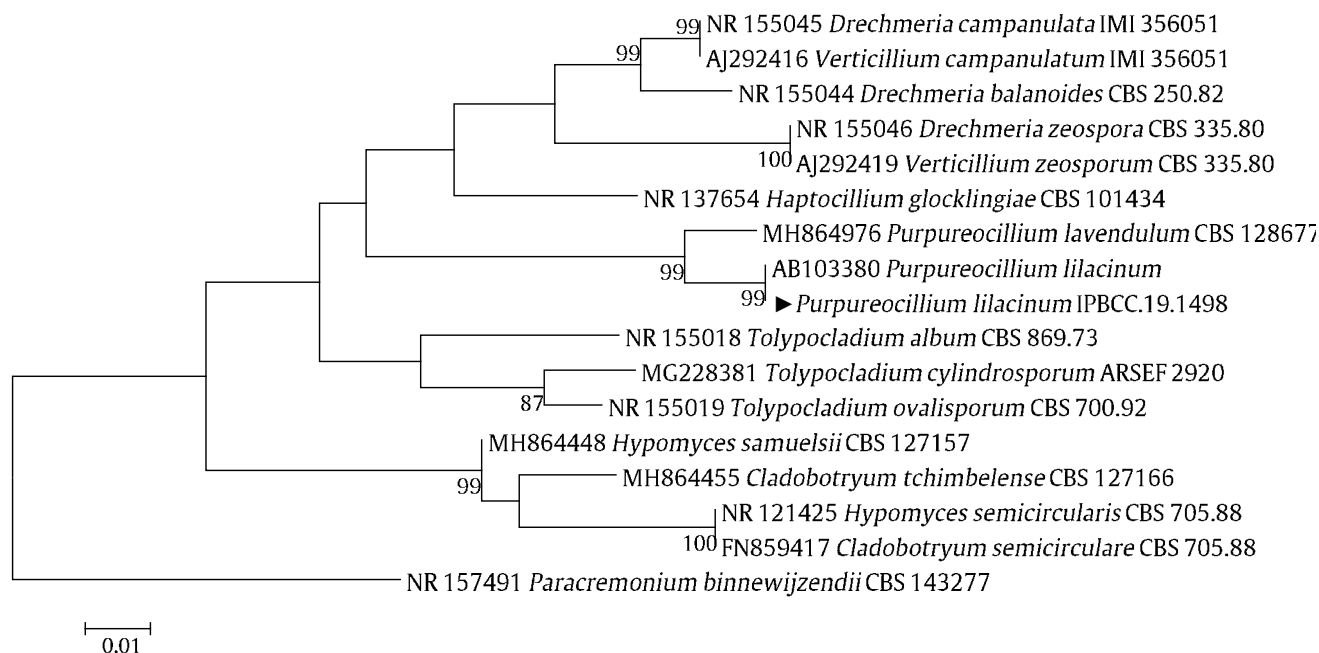 99 NR 155045 Drechmeria campanulata IMI 356051
99
AJ292416 Verticillium campanulatum IMI 356051
NR 155044 Drechmeria balanoides CBS 250.82
NR 155046 Drechmeria zeospora CBS 335.80
100 AJ292419 Verticillium zeosporum CBS 335.80
NR 137654 Haptocillium glocklingiae CBS 101434
MH864976 Purpureocillium lavendulum CBS 128677
99 AB103380 Purpureocillium lilacinum
99 ►Purpureocillium lilacinum IPBCC.19.1498
NR 155018 Tolypocladium album CBS 869.73
MG228381 Tolypocladium cylindrosporum ARSEF 2920
87 NR 155019 Tolypocladium ovalisporum CBS 700.92
MH864448 Hypomyces samuelsii CBS 127157
99 MH864455 Cladobotryum tchimbelense CBS 127166
NR 121425 Hypomyces semicircularis CBS 705.88
100 FN859417 Cladobotryum semicirculare CBS 705.88
NR 157491 Paracremonium binnewijzendii CBS 143277
0.01